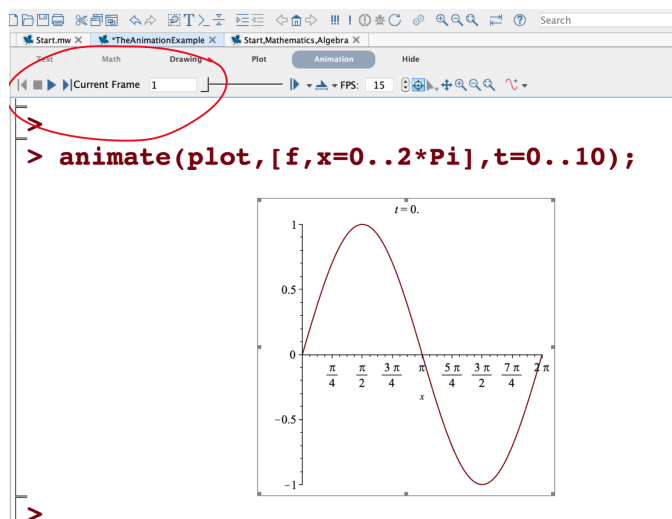 Search
Start.mw × *TheAnimationExample × Start,Mathematics,Algebra ×
Text Math Drawing Plot Animation Hide
Current Frame 1 FPS: 15
>
> animate(plot,[f,x=0..2*Pi],t=0..10);
t = 0.
1
0.5
0
π/4 π/2 3 π/4 π 5 π/4 3 π/2 7 π/4 2 π
x
−0.5
−1
>